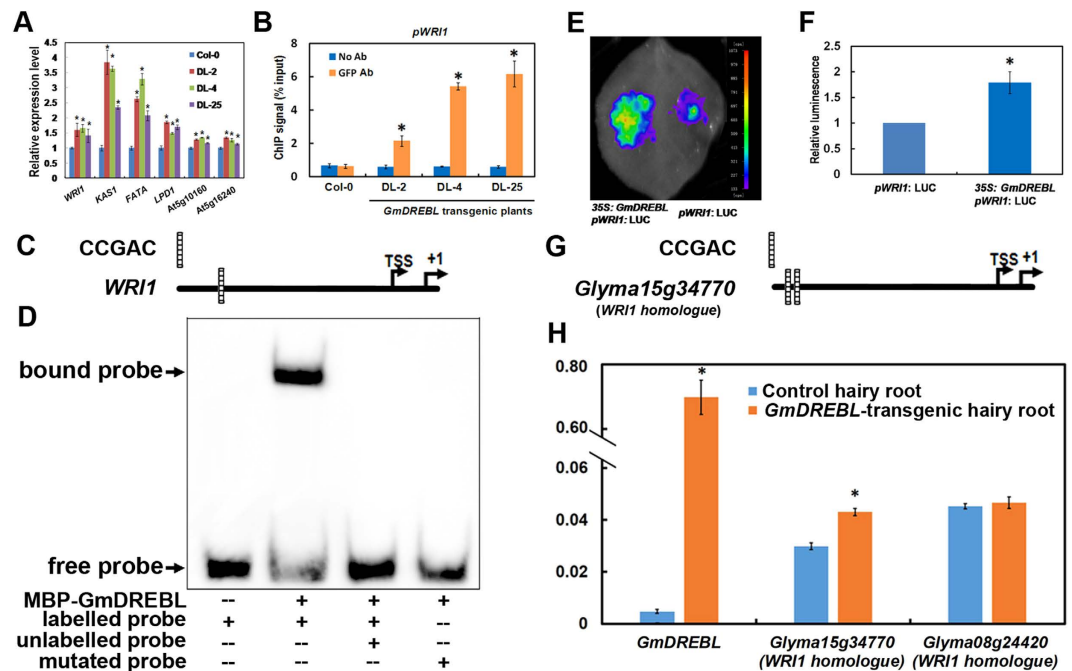 A
Relative expression level
4.5
4
3.5
3
2.5
2
1.5
1
0.5
0
Col-0
DL-2
DL-4
DL-25
* * * * * * * * * * * * * * * * * *
WRI1 KAS1 FATA LPD1 At5g10160 At5g16240
B
pWRI1
ChIP signal (% input)
8
6
4
2
0
No Ab
GFP Ab
* * *
Col-0 DL-2 DL-4 DL-25
GmDREBL transgenic plants
E
35S: GmDREBL
pWRI1: LUC
pWRI1: LUC
F
Relative luminescence
2.5
2
1.5
1
0.5
0
*
pWRI1: LUC
35S: GmDREBL
pWRI1: LUC
C
CCGAC
WRI1
TSS +1
G
CCGAC
Glyma15g34770
(WRI1 homologue)
TSS +1
D
bound probe
free probe
MBP-GmDREBL -- + + +
labelled probe + + + --
unlabelled probe -- -- + --
mutated probe -- -- -- +
H
0.80
0.60
0.06
0.04
0.02
0
Control hairy root
GmDREBL-transgenic hairy root
* *
GmDREBL Glyma15g34770 Glyma08g24420
(WRI1 homologue) (WRI1 homologue)